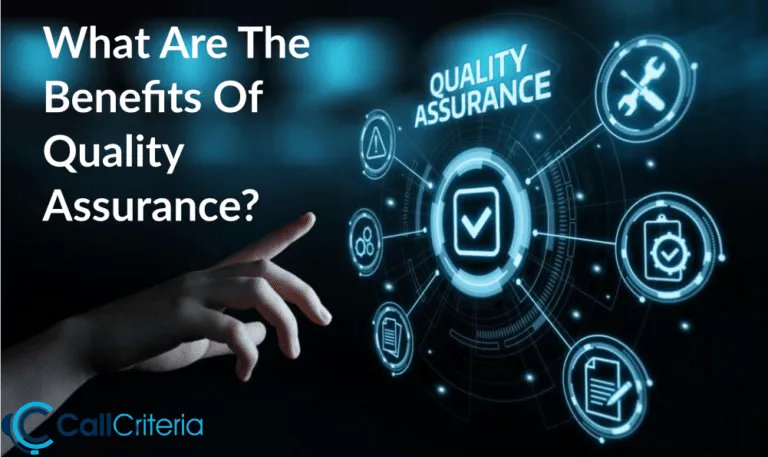 What Are The
Benefits Of
Quality
Assurance?
QUALITY
ASSURANCE
CallCriteria